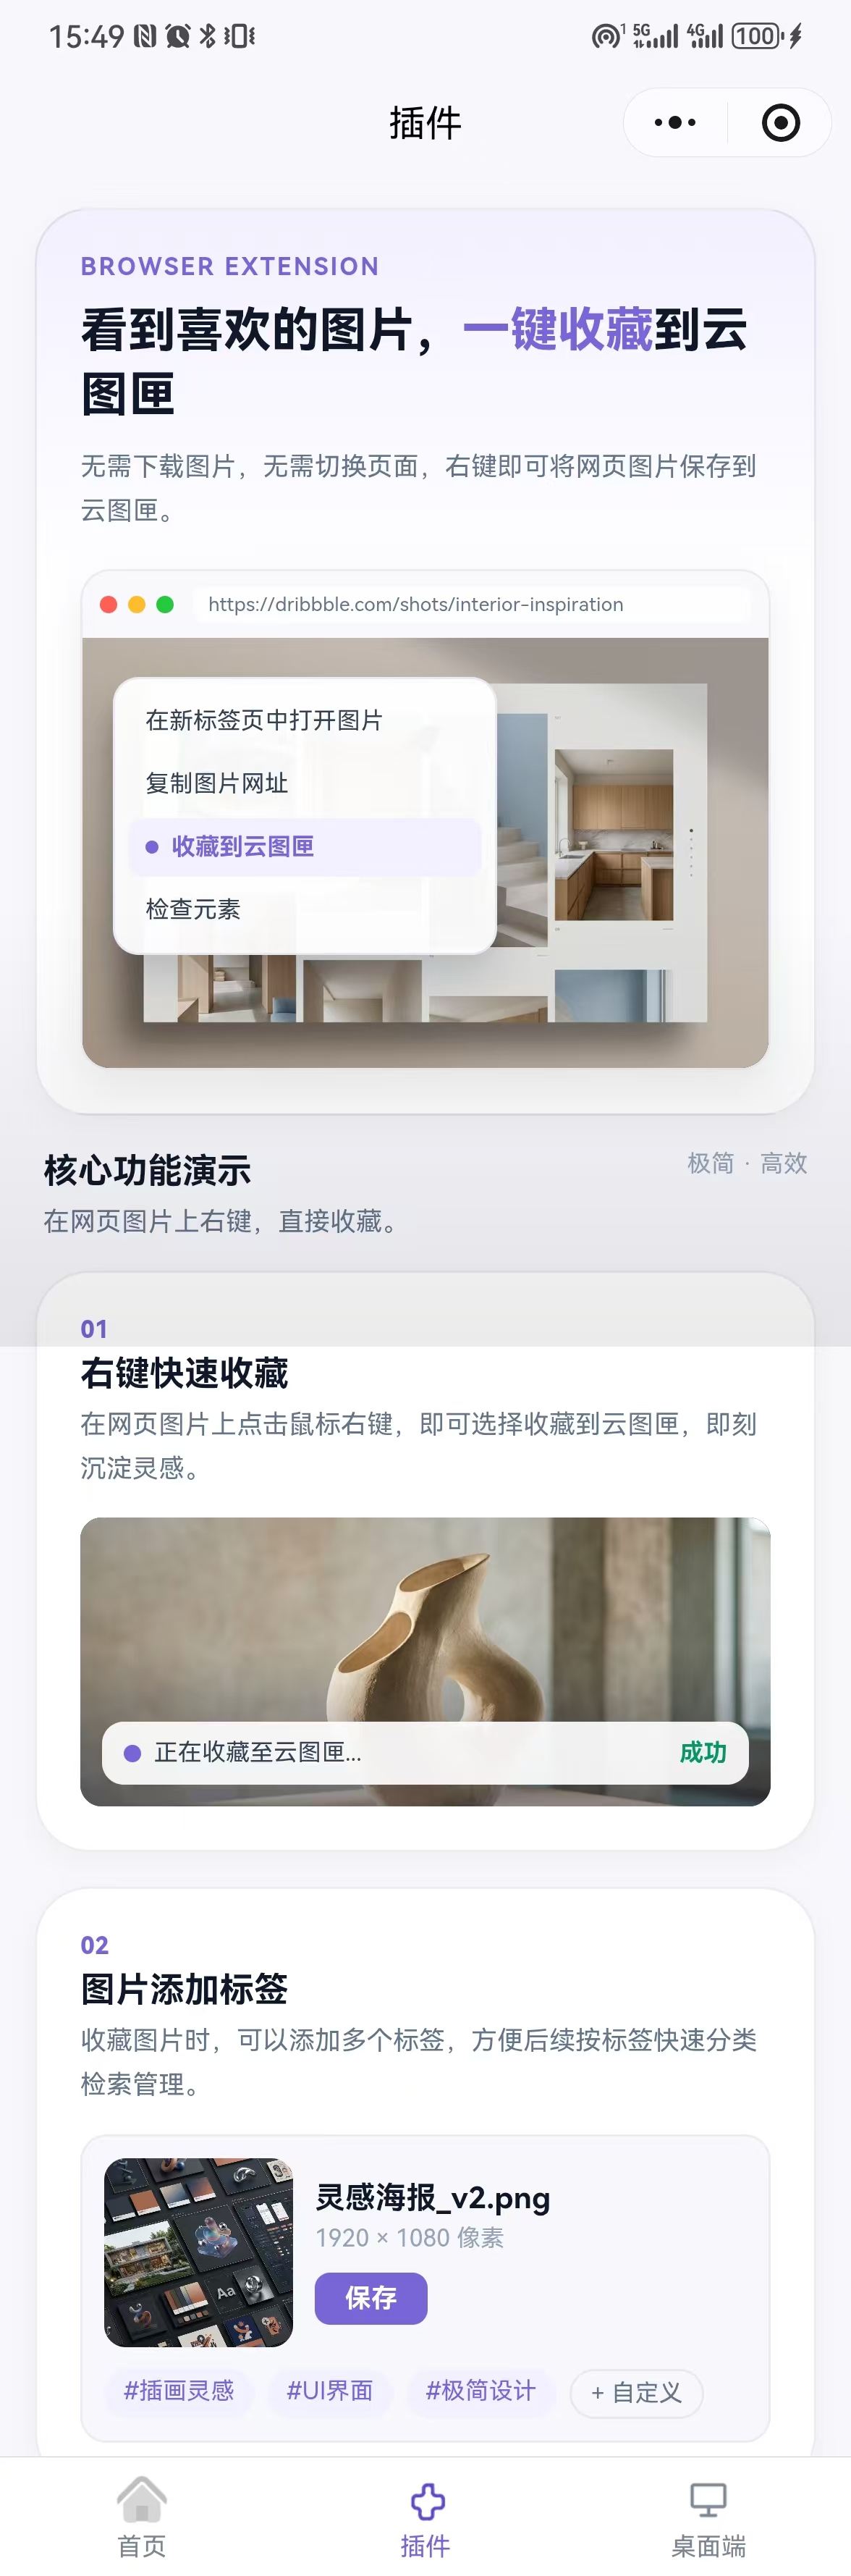 15:49
1 5G 4G 100
插件
BROWSER EXTENSION
看到喜欢的图片，一键收藏到云
图匣
无需下载图片，无需切换页面，右键即可将网页图片保存到
云图匣。
https://dribbble.com/shots/interior-inspiration
在新标签页中打开图片
复制图片网址
收藏到云图匣
检查元素
核心功能演示
极简 · 高效
在网页图片上右键，直接收藏。
01
右键快速收藏
在网页图片上点击鼠标右键，即可选择收藏到云图匣，即刻
沉淀灵感。
正在收藏至云图匣...
成功
02
图片添加标签
收藏图片时，可以添加多个标签，方便后续按标签快速分类
检索管理。
Aa
灵感海报_v2.png
1920 × 1080 像素
保存
#插画灵感 #UI界面 #极简设计 + 自定义
首页 插件 桌面端